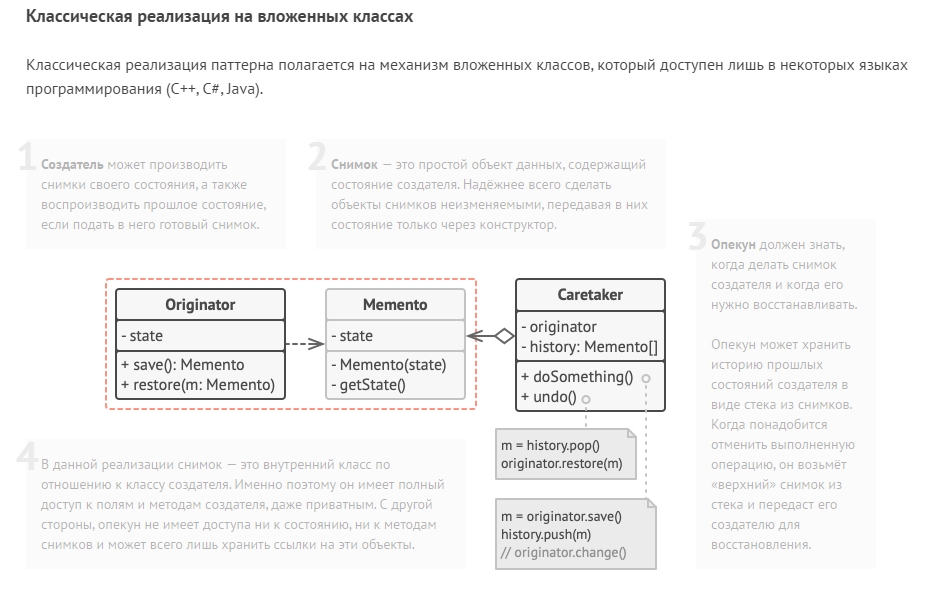 Классическая реализация на вложенных классах
Классическая реализация паттерна полагается на механизм вложенных классов, который доступен лишь в некоторых языках
программирования (C++, C#, Java).
1
Создатель может производить
снимки своего состояния, а также
воспроизводить прошлое состояние,
если подать в него готовый снимок.
2
Снимок — это простой объект данных, содержащий
состояние создателя. Надёжнее всего сделать
объекты снимков неизменяемыми, передавая в них
состояние только через конструктор.
3
Опекун должен знать,
когда делать снимок
создателя и когда его
нужно восстанавливать.
Опекун может хранить
историю прошлых
состояний создателя в
виде стека из снимков.
Когда понадобится
отменить выполненную
операцию, он возьмёт
«верхний» снимок из
стека и передаст его
создателю для
восстановления.
Originator
- state
+ save(): Memento
+ restore(m: Memento)
Memento
- state
- Memento(state)
- getState()
Caretaker
- originator
- history: Memento[]
+ doSomething()
+ undo()
m = history.pop()
originator.restore(m)
m = originator.save()
history.push(m)
// originator.change()
4
В данной реализации снимок — это внутренний класс по
отношению к классу создателя. Именно поэтому он имеет полный
доступ к полям и методам создателя, даже приватным. С другой
стороны, опекун не имеет доступа ни к состоянию, ни к методам
снимков и может всего лишь хранить ссылки на эти объекты.